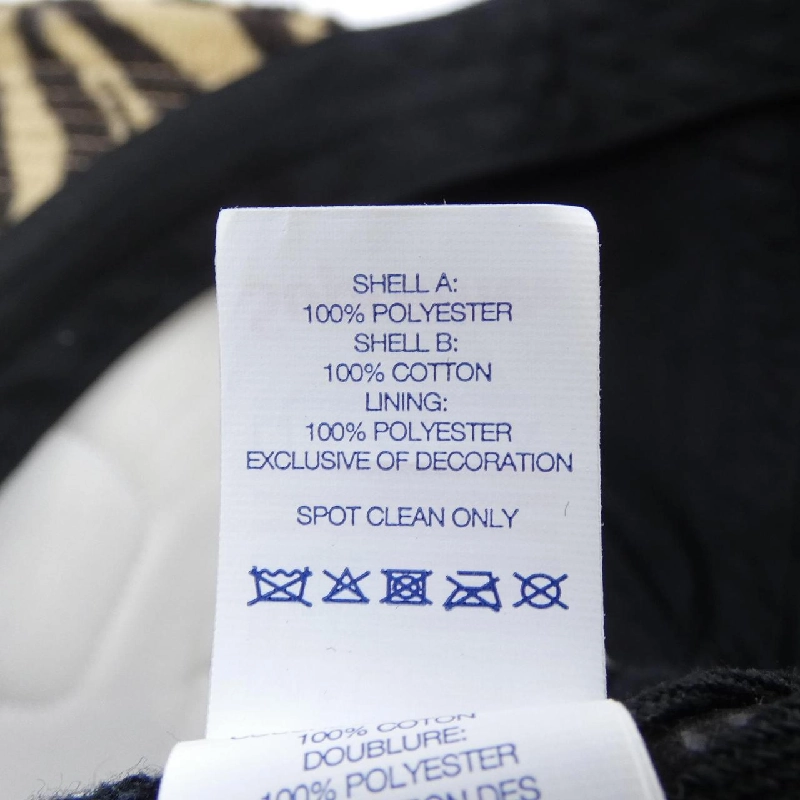 SHELL A:
100% POLYESTER
SHELL B:
100% COTTON
LINING:
100% POLYESTER
EXCLUSIVE OF DECORATION
SPOT CLEAN ONLY
100% COTON
DOUBLURE:
100% POLYESTER
DES